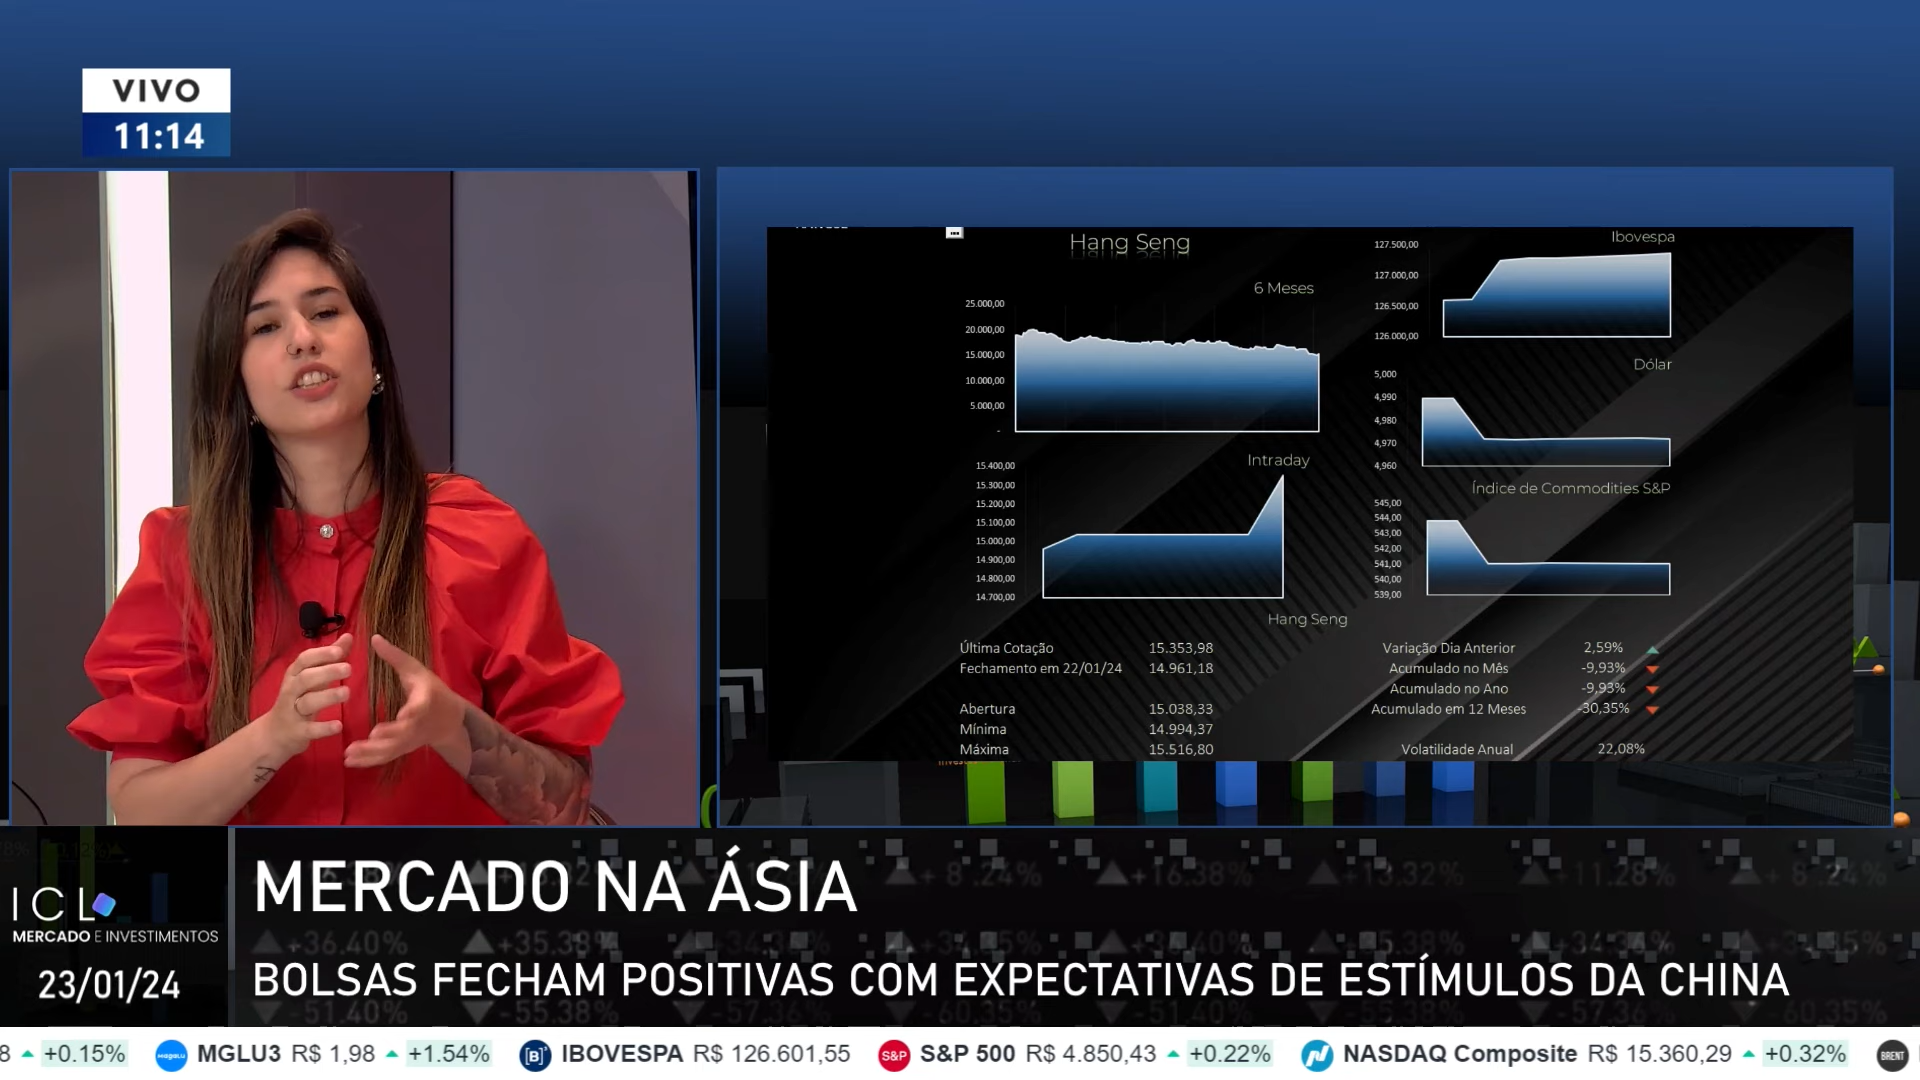 VIVO
11:14
Hang Seng
6 Meses
25.000,00
20.000,00
15.000,00
10.000,00
5.000,00
-
Intraday
15.400,00
15.300,00
15.200,00
15.100,00
15.000,00
14.900,00
14.800,00
14.700,00
Ibovespa
127.500,00
127.000,00
126.500,00
126.000,00
Dólar
5,000
4,990
4,980
4,970
4,960
Índice de Commodities S&P
545,00
544,00
543,00
542,00
541,00
540,00
539,00
Hang Seng
Última Cotação 15.353,98
Fechamento em 22/01/24 14.961,18
Abertura 15.038,33
Mínima 14.994,37
Máxima 15.516,80
Variação Dia Anterior 2,59%
Acumulado no Mês -9,93%
Acumulado no Ano -9,93%
Acumulado em 12 Meses -30,35%
Volatilidade Anual 22,08%
ICL
MERCADO E INVESTIMENTOS
23/01/24
MERCADO NA ÁSIA
BOLSAS FECHAM POSITIVAS COM EXPECTATIVAS DE ESTÍMULOS DA CHINA
8 +0.15% magalu MGLU3 R$ 1,98 +1.54% [B]³ IBOVESPA R$ 126.601,55 S&P S&P 500 R$ 4.850,43 +0.22% NASDAQ Composite R$ 15.360,29 +0.32% BRENT